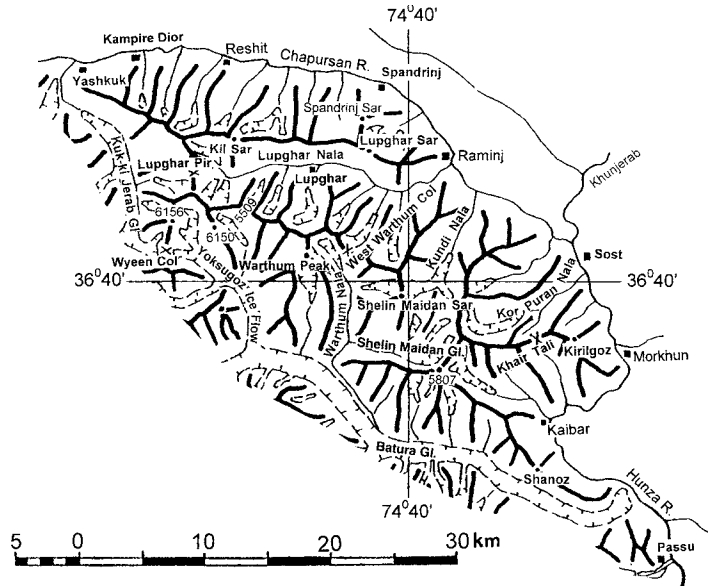 74°40'
Kampire Dior
Reshit
Chapursan R.
Spandrinj
Yashkuk
Spandrinj Sar
Kil Sar
Lupghar Sar
Lupghar Pir
Lupghar Nala
Raminj
Lupghar
Khunjerab
Kuk-ki Jerab Gl.
6156
5509
6150
West Warthum Col
Kundi Nala
Sost
Wyeen Col
Yoksugoz Ice Flow
Warthum Peak
36°40'
36°40'
Warthum Nala
Shelin Maidan Sar
Kor Puran Nala
Shelin Maidan Gl.
Khair Tali
Kirilgoz
Morkhun
5807
Kaibar
Batura Gl.
Shanoz
Hunza R.
74°40'
Passu
5 0 10 20 30 km